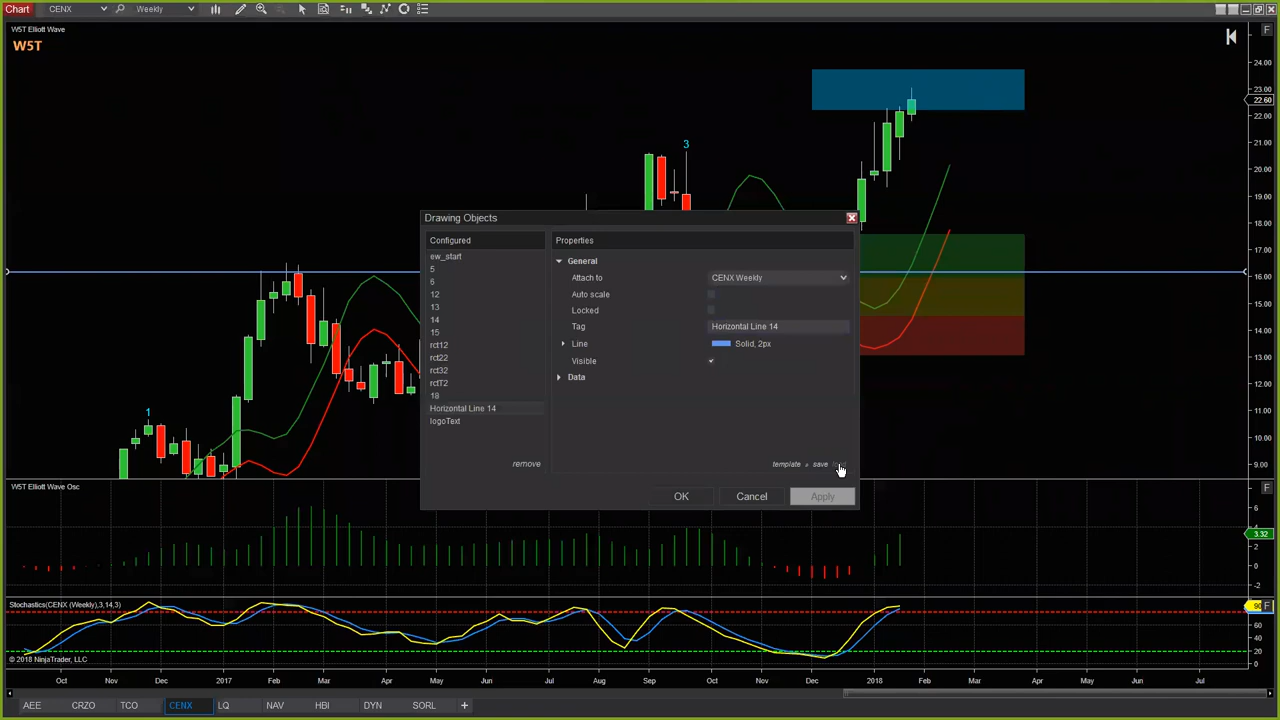 Chart CENX Weekly
W5T Elliott Wave F
W5T
24.00
23.00
22.60
22.00
21.00
20.00
19.00
18.00
17.00
16.00
15.00
14.00
13.00
12.00
11.00
10.00
9.00
1
3
Drawing Objects
Configured
ew_start
5
6
12
13
14
15
rct12
rct22
rct32
rctT2
18
Horizontal Line 14
logoText
remove
Properties
General
Attach to CENX Weekly
Auto scale
Locked
Tag Horizontal Line 14
Line Solid, 2px
Visible
Data
template save
OK Cancel Apply
W5T Elliott Wave Osc F
6
3.32
2
0
-2
Stochastics(CENX (Weekly),3,14,3) 90 F
60
40
20
0
© 2018 NinjaTrader, LLC
Oct Nov Dec 2017 Feb Mar Apr May Jun Jul Aug Sep Oct Nov Dec 2018 Feb Apr May Jun Jul
AEE CRZO TCO CENX LQ NAV HBI DYN SORL +